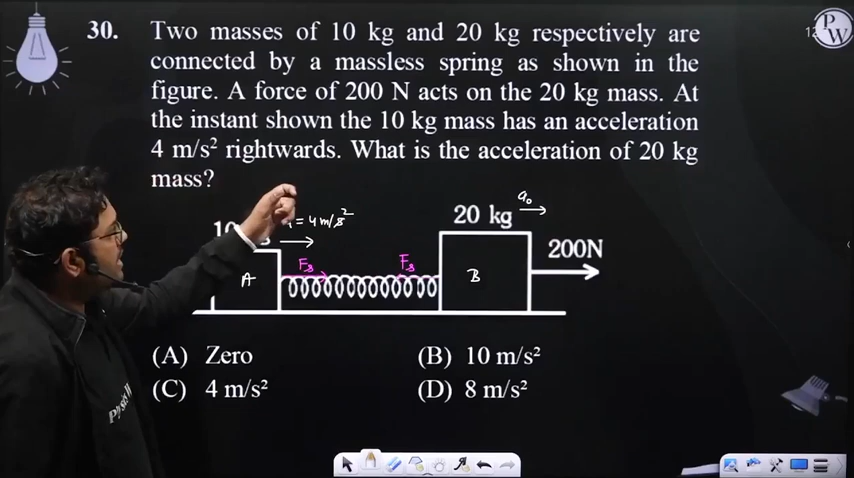 30. Two masses of 10 kg and 20 kg respectively are
connected by a massless spring as shown in the
figure. A force of 200 N acts on the 20 kg mass. At
the instant shown the 10 kg mass has an acceleration
4 m/s² rightwards. What is the acceleration of 20 kg
mass?
= 4 m/s²
20 kg a₀
200N
A
Fs Fs
B
(A) Zero (B) 10 m/s²
(C) 4 m/s² (D) 8 m/s²
PW